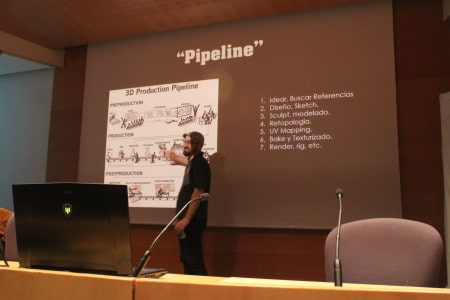 “Pipeline”
3D Production Pipeline
PREPRODUCTION
PRODUCTION
POSTPRODUCTION
1. Idear, Buscar Referencias
2. Diseño, Sketch.
3. Sculpt, modelado.
4. Retopología.
5. UV Mapping.
6. Bake y Texturizado.
7. Render, rig, etc.